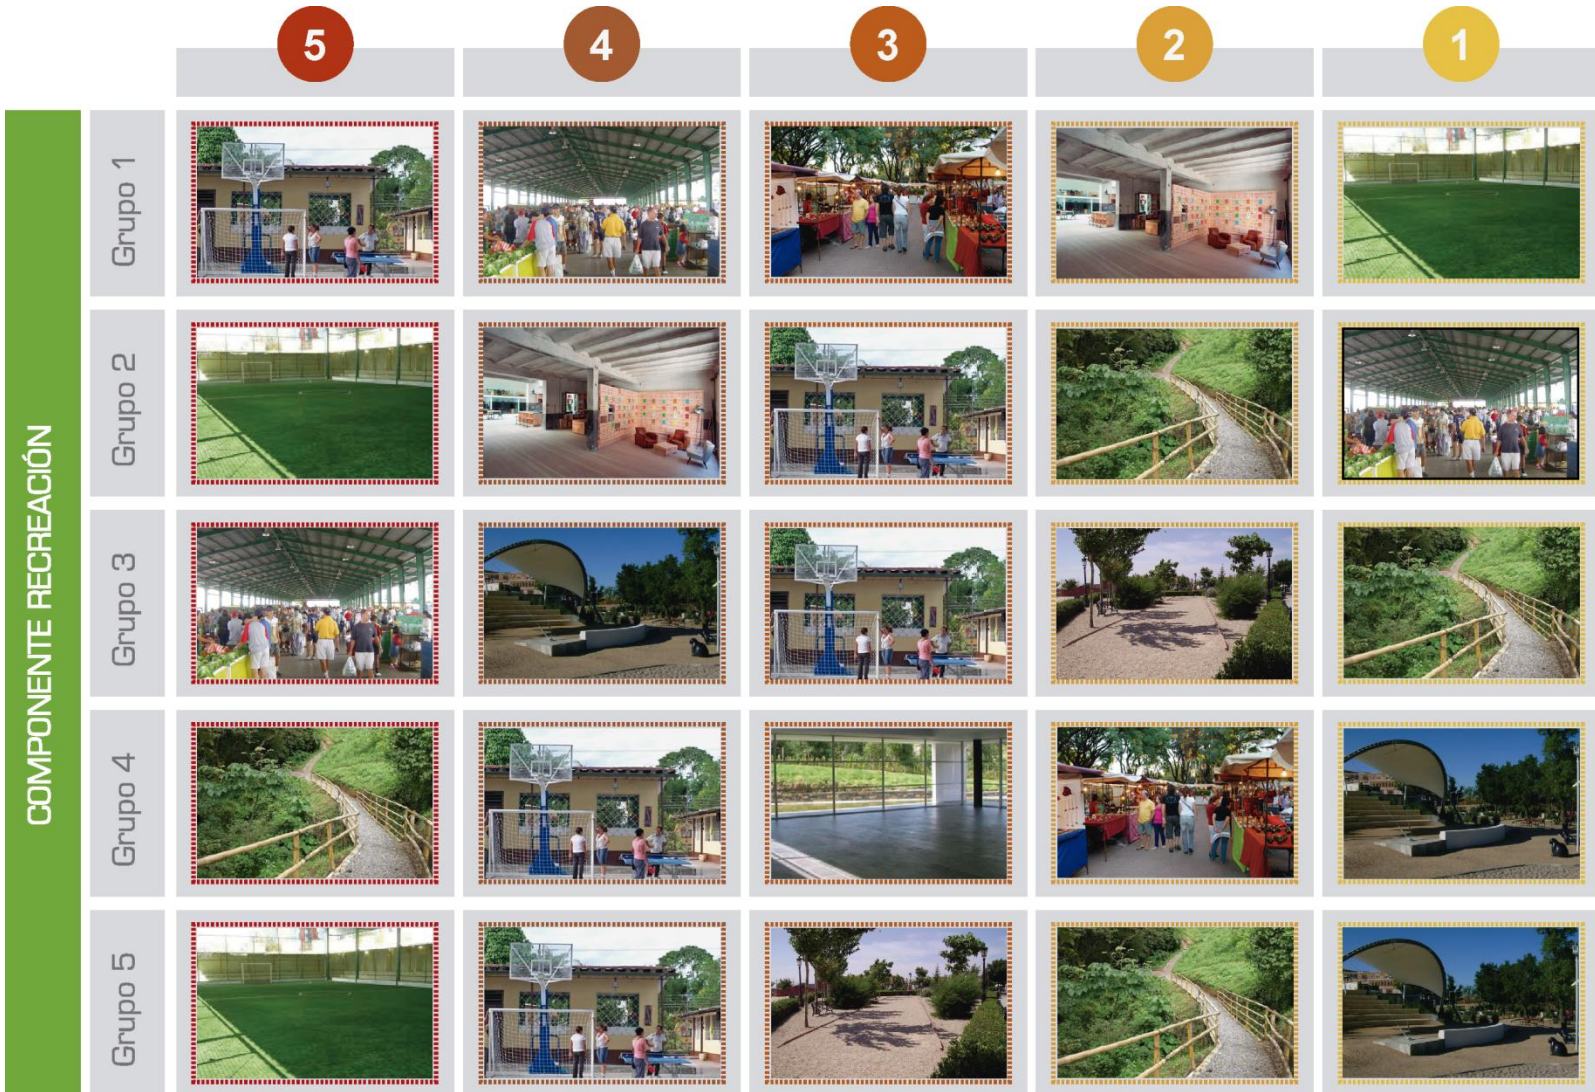 5 4 3 2 1
COMPONENTE RECREACIÓN
Grupo 1
Grupo 2
Grupo 3
Grupo 4
Grupo 5